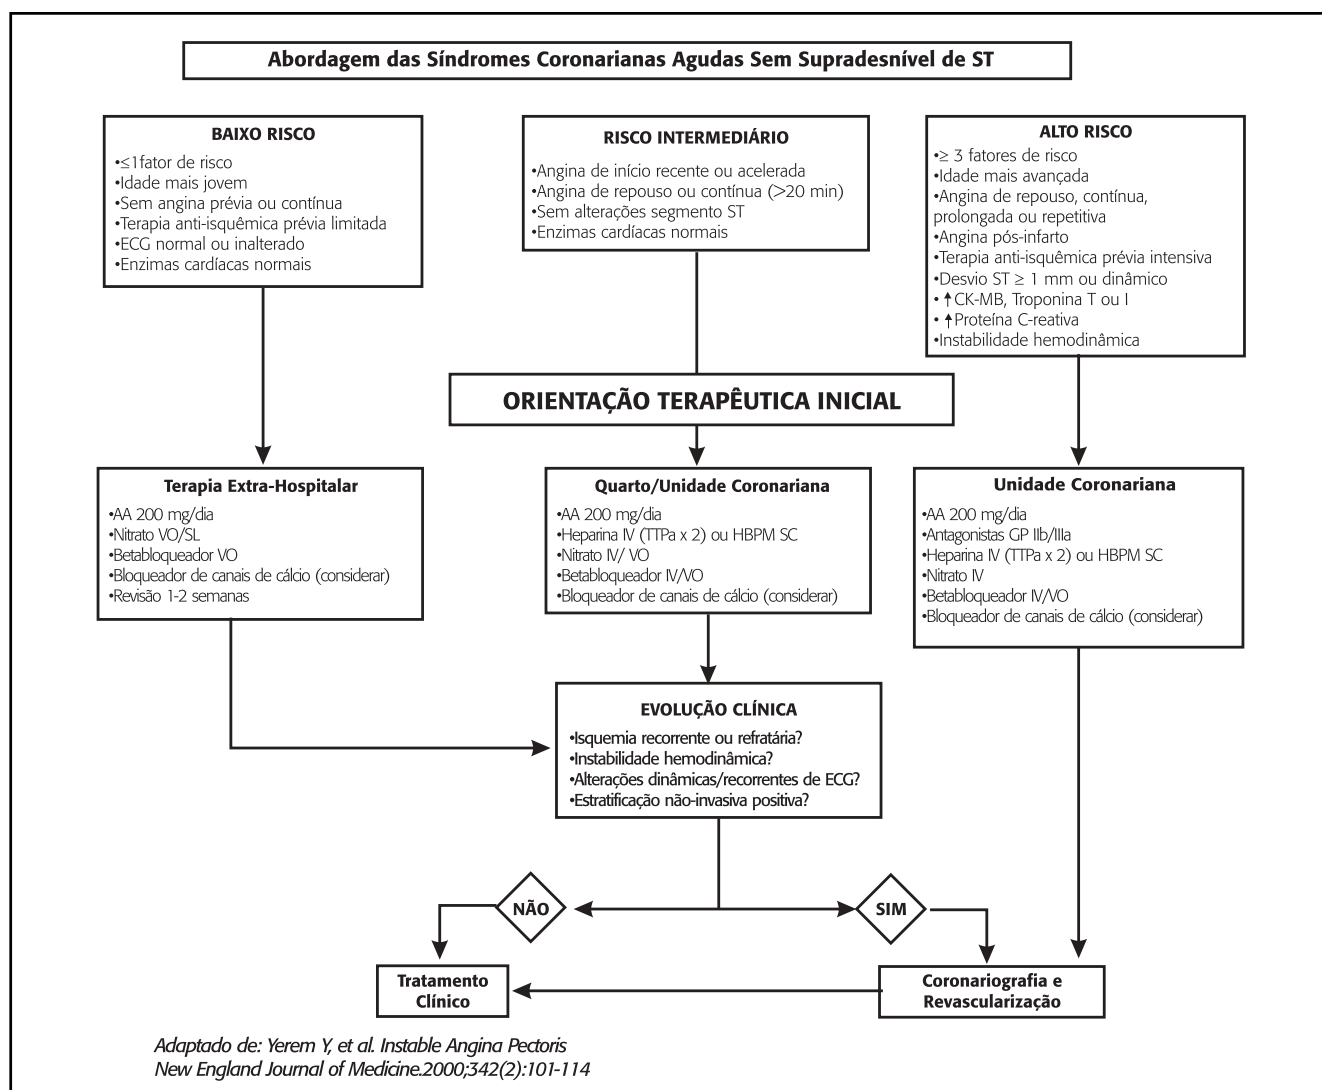 Abordagem das Síndromes Coronarianas Agudas Sem Supradesnível de ST
BAIXO RISCO
•≤1fator de risco
•Idade mais jovem
•Sem angina prévia ou contínua
•Terapia anti-isquêmica prévia limitada
•ECG normal ou inalterado
•Enzimas cardíacas normais
RISCO INTERMEDIÁRIO
•Angina de início recente ou acelerada
•Angina de repouso ou contínua (>20 min)
•Sem alterações segmento ST
•Enzimas cardíacas normais
ALTO RISCO
•≥ 3 fatores de risco
•Idade mais avançada
•Angina de repouso, contínua,
prolongada ou repetitiva
•Angina pós-infarto
•Terapia anti-isquêmica prévia intensiva
•Desvio ST ≥ 1 mm ou dinâmico
• ↑CK-MB, Troponina T ou I
• ↑Proteína C-reativa
•Instabilidade hemodinâmica
ORIENTAÇÃO TERAPÊUTICA INICIAL
Terapia Extra-Hospitalar
•AA 200 mg/dia
•Nitrato VO/SL
•Betabloqueador VO
•Bloqueador de canais de cálcio (considerar)
•Revisão 1-2 semanas
Quarto/Unidade Coronariana
•AA 200 mg/dia
•Heparina IV (TTPa x 2) ou HBPM SC
•Nitrato IV/ VO
•Betabloqueador IV/VO
•Bloqueador de canais de cálcio (considerar)
Unidade Coronariana
•AA 200 mg/dia
•Antagonistas GP IIb/IIIa
•Heparina IV (TTPa x 2) ou HBPM SC
•Nitrato IV
•Betabloqueador IV/VO
•Bloqueador de canais de cálcio (considerar)
EVOLUÇÃO CLÍNICA
•Isquemia recorrente ou refratária?
•Instabilidade hemodinâmica?
•Alterações dinâmicas/recorrentes de ECG?
•Estratificação não-invasiva positiva?
NÃO
SIM
Tratamento
Clínico
Coronariografia e
Revascularização
Adaptado de: Yerem Y, et al. Instable Angina Pectoris
New England Journal of Medicine.2000;342(2):101-114